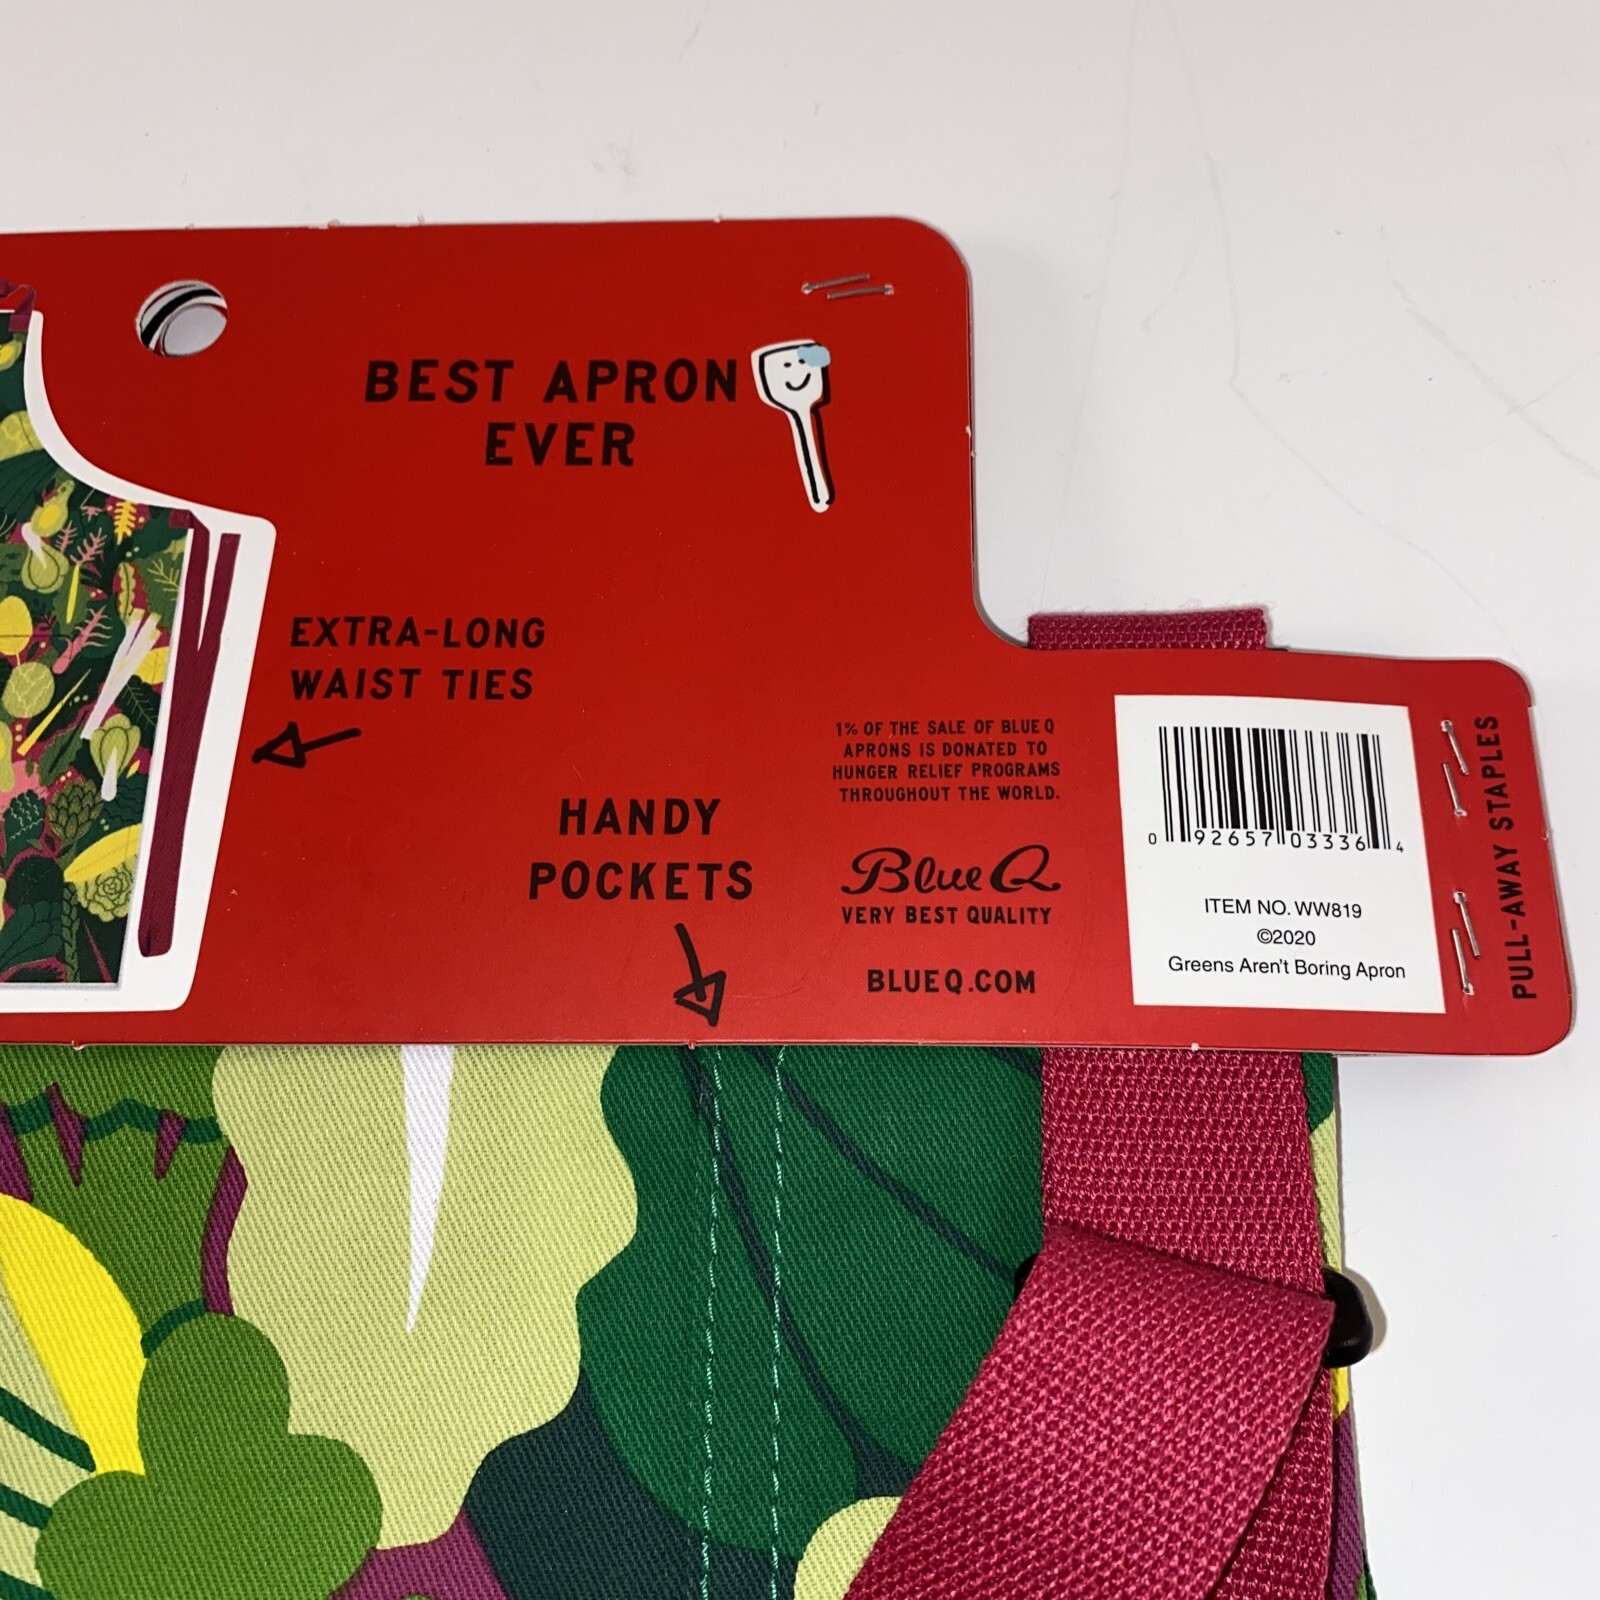 BEST APRON
EVER
EXTRA-LONG
WAIST TIES
HANDY
POCKETS
1% OF THE SALE OF BLUE Q
APRONS IS DONATED TO
HUNGER RELIEF PROGRAMS
THROUGHOUT THE WORLD.
Blue Q
VERY BEST QUALITY
BLUEQ.COM
0 92657 03336 4
ITEM NO. WW819
©2020
Greens Aren't Boring Apron
PULL-AWAY STAPLES